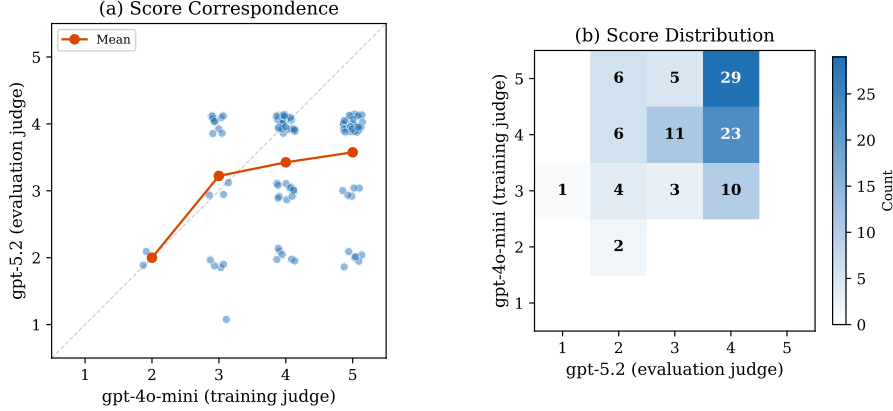 (a) Score Correspondence
Mean
5
4
3
2
1
gpt-5.2 (evaluation judge)
1 2 3 4 5
gpt-4o-mini (training judge)
(b) Score Distribution
5 6 5 29
4 6 11 23
3 1 4 3 10
2 2
1
gpt-4o-mini (training judge)
1 2 3 4 5
gpt-5.2 (evaluation judge)
25
20
15
10
5
0
Count